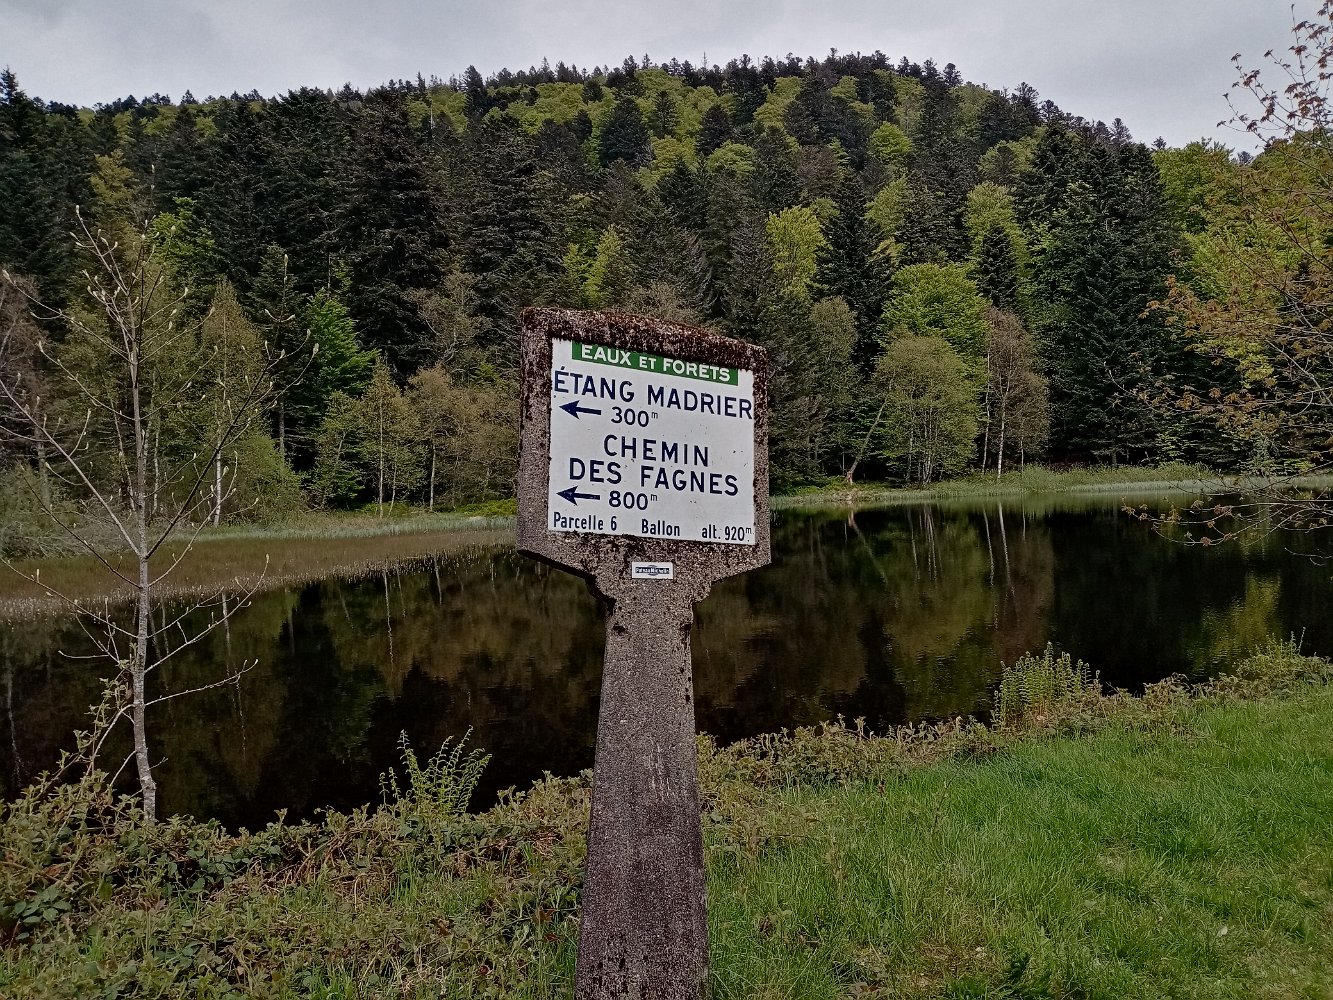 EAUX ET FORETS
ÉTANG MADRIER
300m
CHEMIN
DES FAGNES
800m
Parcelle 6 Ballon alt. 920m